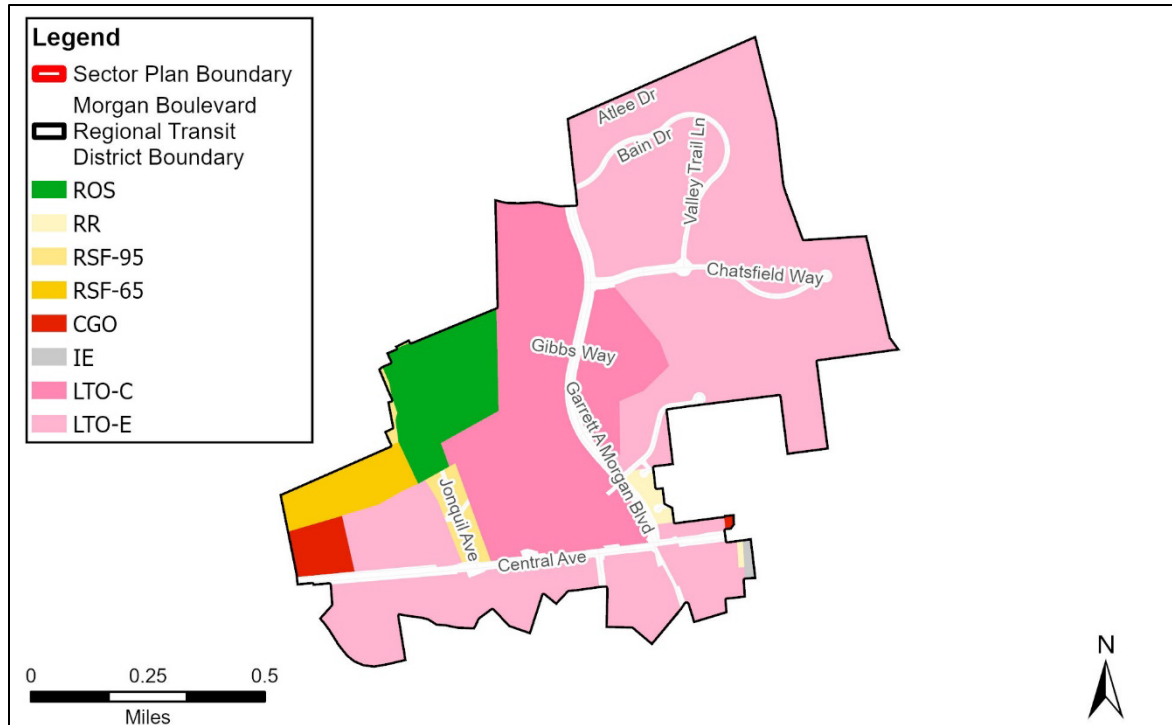 Legend
Sector Plan Boundary
Morgan Boulevard
Regional Transit
District Boundary
ROS
RR
RSF-95
RSF-65
CGO
IE
LTO-C
LTO-E
Atlee Dr
Bain Dr
Valley Trail Ln
Chatsfield Way
Gibbs Way
Garrett A Morgan Blvd
Jonquil Ave
Central Ave
0 0.25 0.5
Miles
N